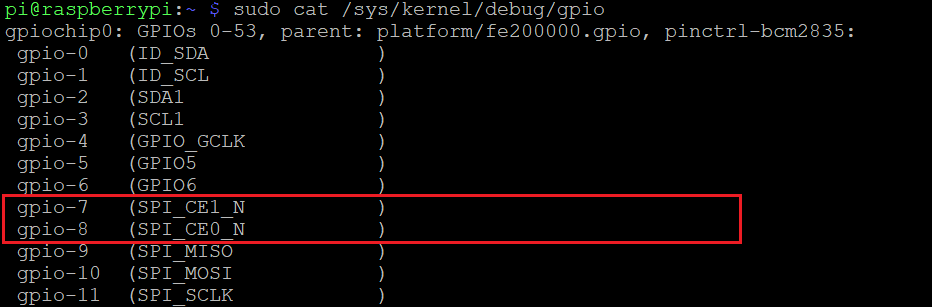 pi@raspberrypi:~ $ sudo cat /sys/kernel/debug/gpio
gpiochip0: GPIOs 0-53, parent: platform/fe200000.gpio, pinctrl-bcm2835:
 gpio-0   (ID_SDA              )
 gpio-1   (ID_SCL              )
 gpio-2   (SDA1                )
 gpio-3   (SCL1                )
 gpio-4   (GPIO_GCLK           )
 gpio-5   (GPIO5               )
 gpio-6   (GPIO6               )
 gpio-7   (SPI_CE1_N           )
 gpio-8   (SPI_CE0_N           )
 gpio-9   (SPI_MISO            )
 gpio-10  (SPI_MOSI            )
 gpio-11  (SPI_SCLK            )